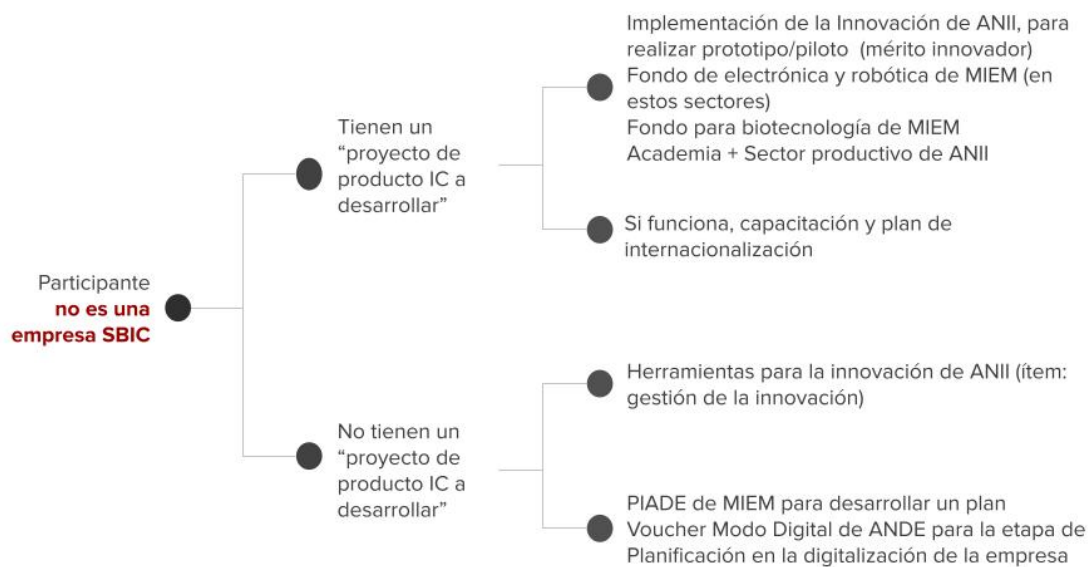 Participante
no es una
empresa SBIC
Tienen un
“proyecto de
producto IC a
desarrollar”
Implementación de la Innovación de ANII, para
realizar prototipo/piloto (mérito innovador)
Fondo de electrónica y robótica de MIEM (en
estos sectores)
Fondo para biotecnología de MIEM
Academia + Sector productivo de ANII
Si funciona, capacitación y plan de
internacionalización
No tienen un
“proyecto de
producto IC a
desarrollar”
Herramientas para la innovación de ANII (ítem:
gestión de la innovación)
PIADE de MIEM para desarrollar un plan
Voucher Modo Digital de ANDE para la etapa de
Planificación en la digitalización de la empresa